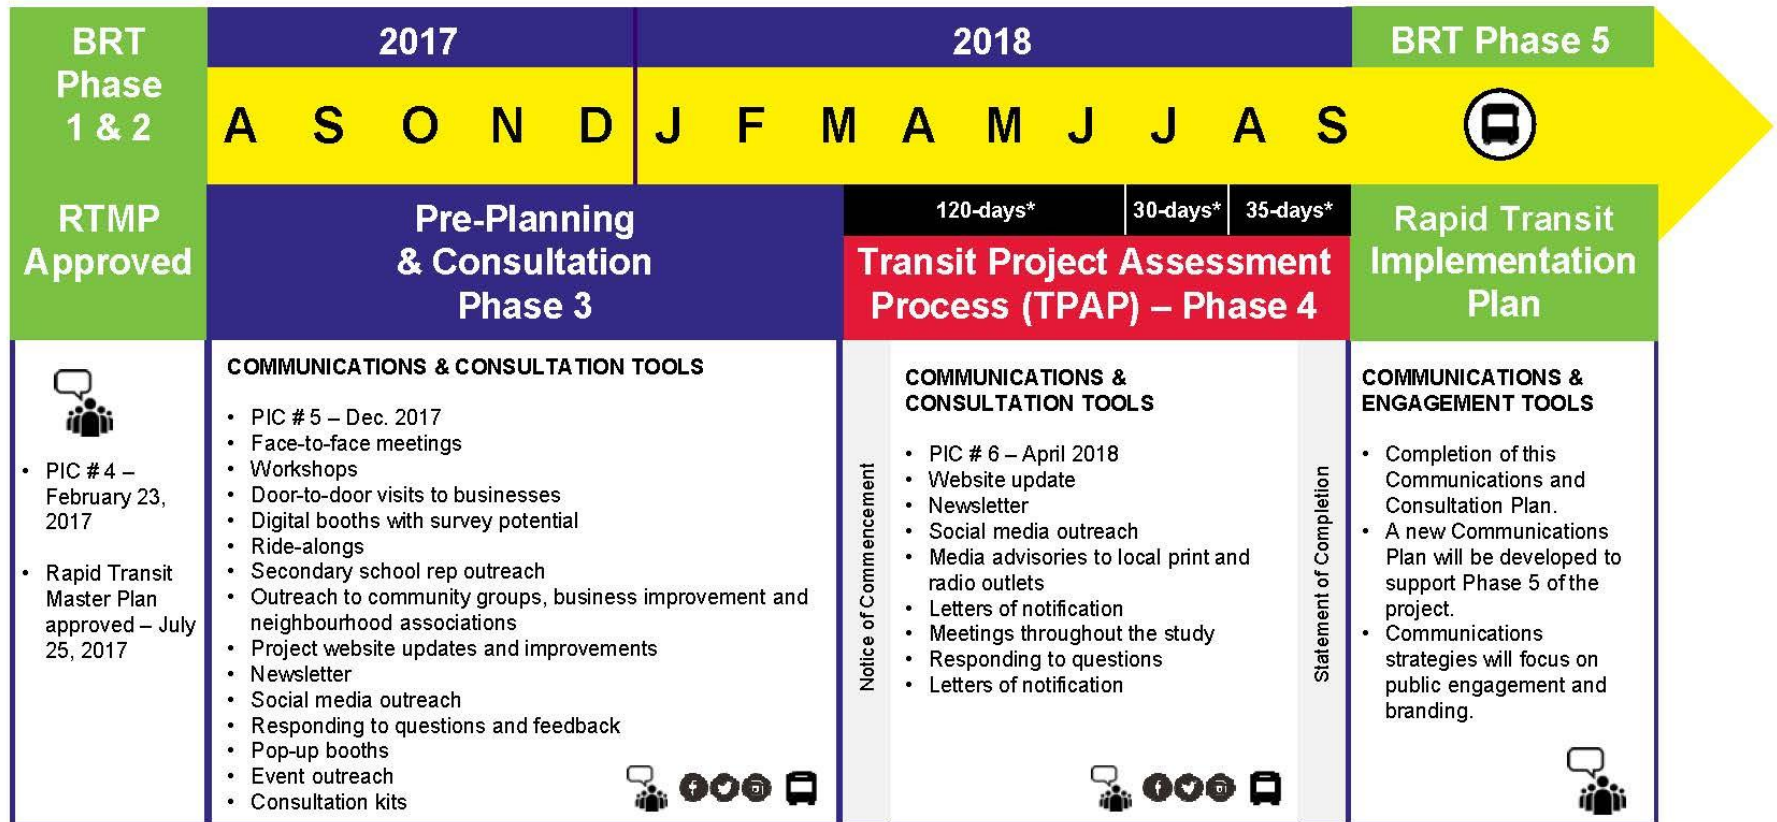 BRT
Phase
1 & 2
2017
2018
BRT Phase 5
A S O N D J F M A M J J A S
RTMP
Approved
Pre-Planning
& Consultation
Phase 3
120-days*
30-days*
35-days*
Transit Project Assessment
Process (TPAP) – Phase 4
Rapid Transit
Implementation
Plan
• PIC # 4 –
February 23,
2017
• Rapid Transit
Master Plan
approved – July
25, 2017
COMMUNICATIONS & CONSULTATION TOOLS
• PIC # 5 – Dec. 2017
• Face-to-face meetings
• Workshops
• Door-to-door visits to businesses
• Digital booths with survey potential
• Ride-alongs
• Secondary school rep outreach
• Outreach to community groups, business improvement and
neighbourhood associations
• Project website updates and improvements
• Newsletter
• Social media outreach
• Responding to questions and feedback
• Pop-up booths
• Event outreach
• Consultation kits
Notice of Commencement
COMMUNICATIONS &
CONSULTATION TOOLS
• PIC # 6 – April 2018
• Website update
• Newsletter
• Social media outreach
• Media advisories to local print and
radio outlets
• Letters of notification
• Meetings throughout the study
• Responding to questions
• Letters of notification
Statement of Completion
COMMUNICATIONS &
ENGAGEMENT TOOLS
• Completion of this
Communications and
Consultation Plan.
• A new Communications
Plan will be developed to
support Phase 5 of the
project.
• Communications
strategies will focus on
public engagement and
branding.